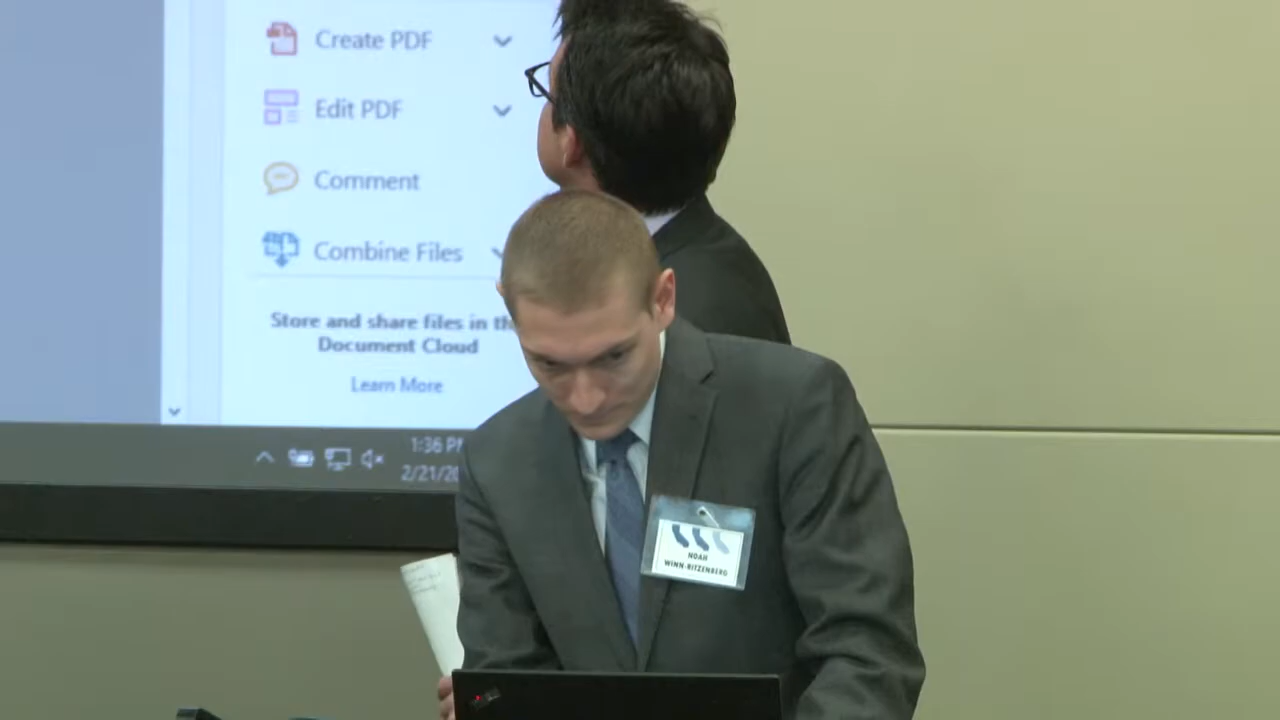 Create PDF
Edit PDF
Comment
Combine Files
Store and share files in
Document Cloud
Learn More
1:36
2/21/20
NOAH
WINN-RITZENBERG